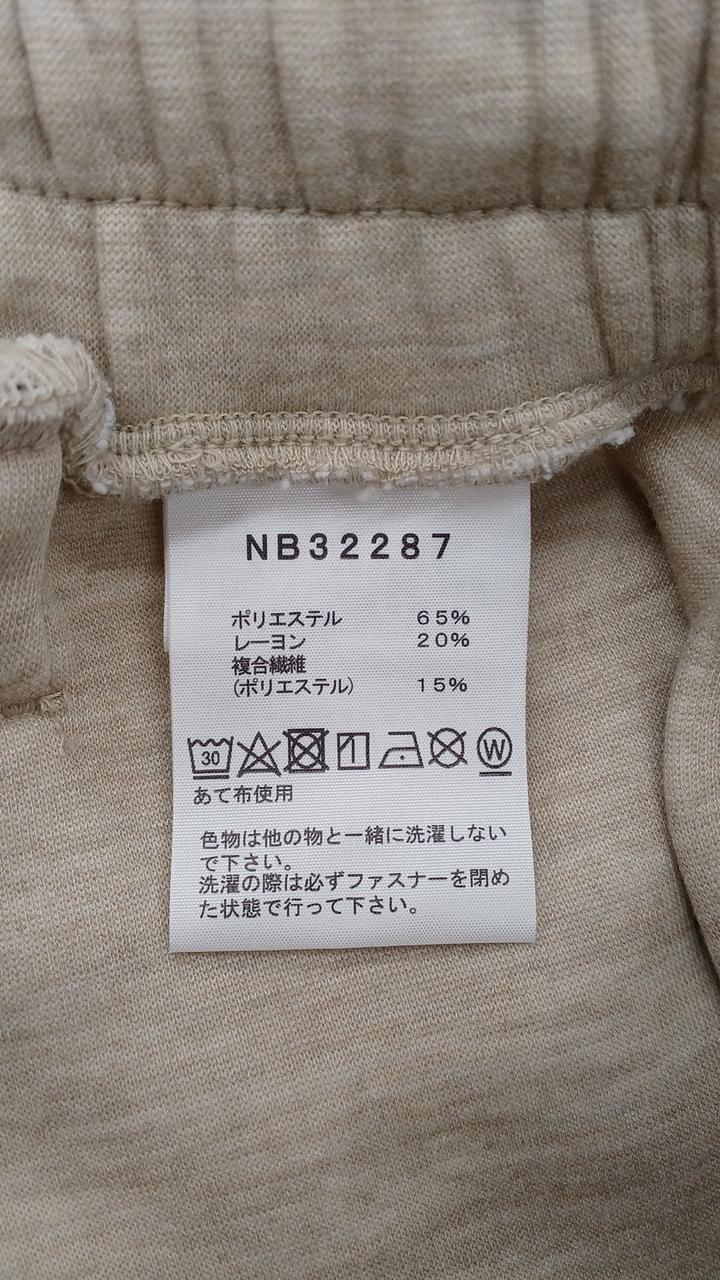 NB32287
ポリエステル 65%
レーヨン 20%
複合繊維
(ポリエステル) 15%
30 W
あて布使用
色物は他の物と一緒に洗濯しない
で下さい。
洗濯の際は必ずファスナーを閉め
た状態で行って下さい。